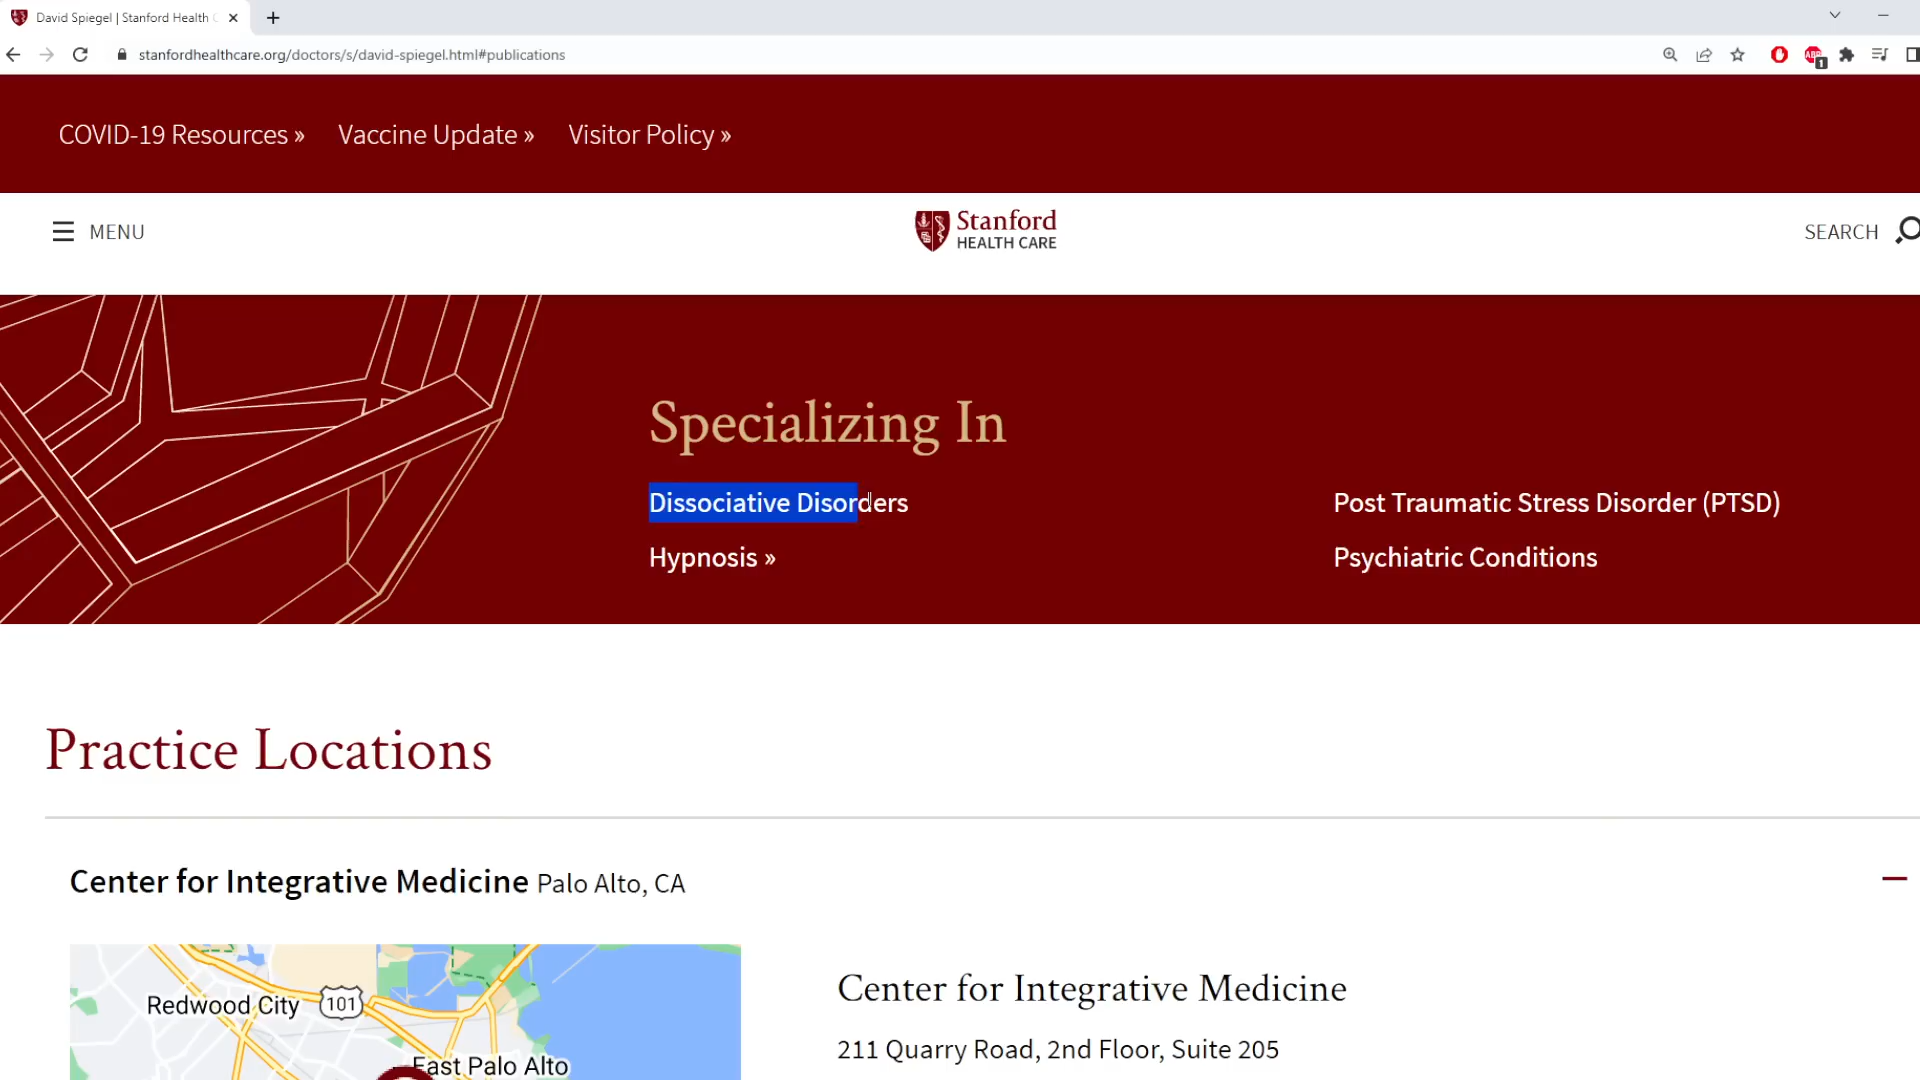 David Spiegel | Stanford Health C
stanfordhealthcare.org/doctors/s/david-spiegel.html#publications
ABP
1
COVID-19 Resources » Vaccine Update » Visitor Policy »
MENU
Stanford
HEALTH CARE
SEARCH
Specializing In
Dissociative Disorders
Post Traumatic Stress Disorder (PTSD)
Hypnosis »
Psychiatric Conditions
Practice Locations
Center for Integrative Medicine Palo Alto, CA
Redwood City
101
East Palo Alto
Center for Integrative Medicine
211 Quarry Road, 2nd Floor, Suite 205